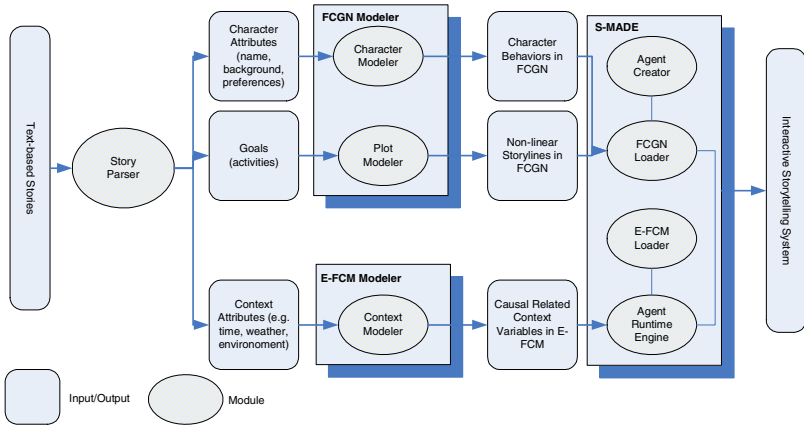 Text-based Stories
Story
Parser
Character
Attributes
(name,
background,
preferences)
Goals
(activities)
Context
Attributes (e.g.
time, weather,
environoment)
FCGN Modeler
Character
Modeler
Plot
Modeler
E-FCM Modeler
Context
Modeler
Character
Behaviors in
FCGN
Non-linear
Storylines in
FCGN
Causal Related
Context
Variables in E-
FCM
S-MADE
Agent
Creator
FCGN
Loader
E-FCM
Loader
Agent
Runtime
Engine
Interactive Storytelling System
Input/Output
Module